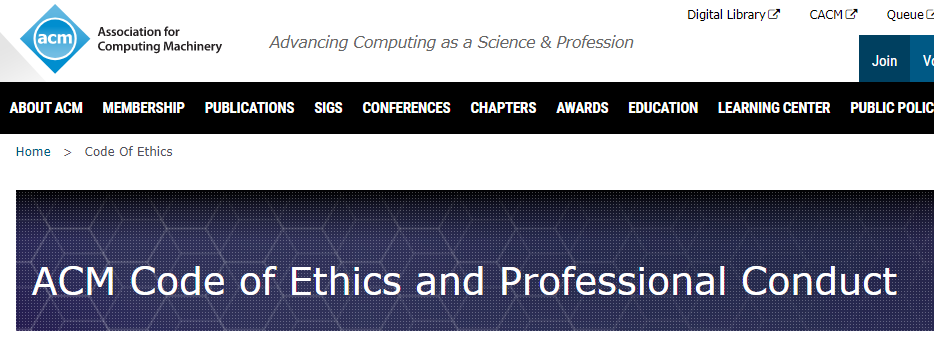 Digital Library
CACM
Queue
acm
Association for
Computing Machinery
Advancing Computing as a Science & Profession
Join
ABOUT ACM
MEMBERSHIP
PUBLICATIONS
SIGS
CONFERENCES
CHAPTERS
AWARDS
EDUCATION
LEARNING CENTER
PUBLIC POLIC
Home > Code Of Ethics
ACM Code of Ethics and Professional Conduct